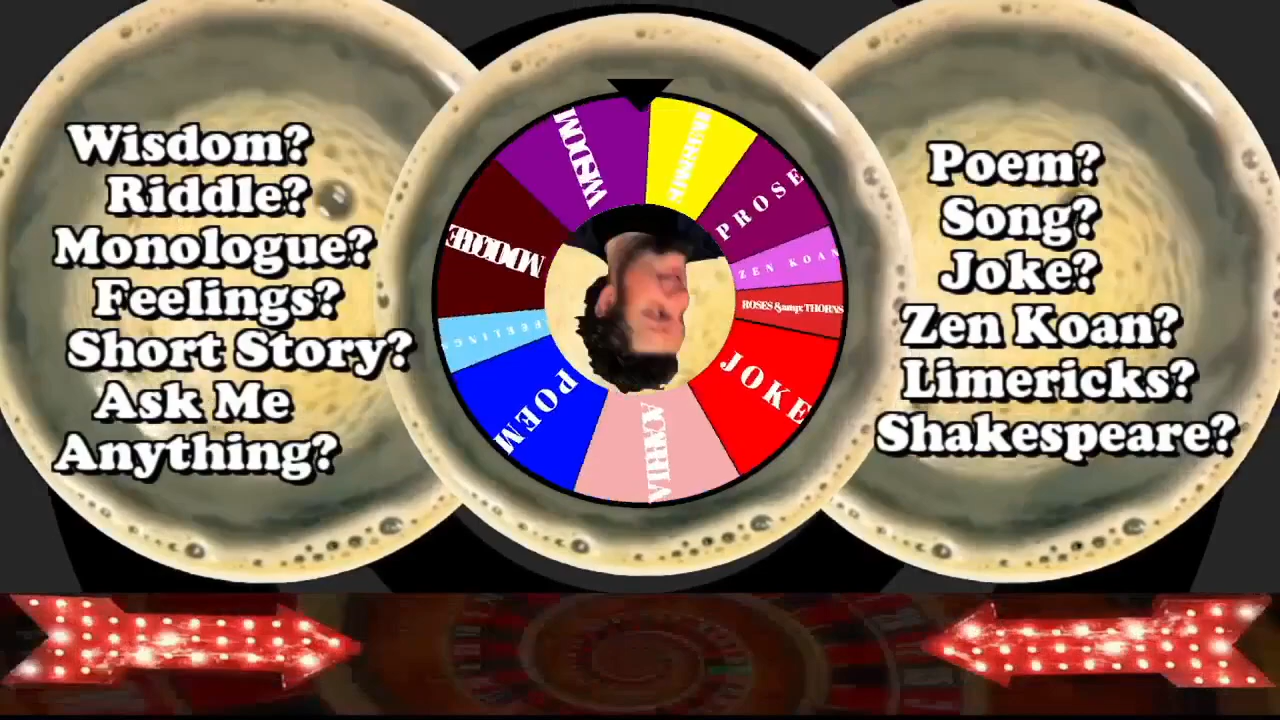 Wisdom?
Riddle?
Monologue?
Feelings?
Short Story?
Ask Me
Anything?
WISDOM
PROSE
ZEN KOAN
ROSES &amp; THORNS
JOKE
POEM
FEELINGS
Poem?
Song?
Joke?
Zen Koan?
Limericks?
Shakespeare?